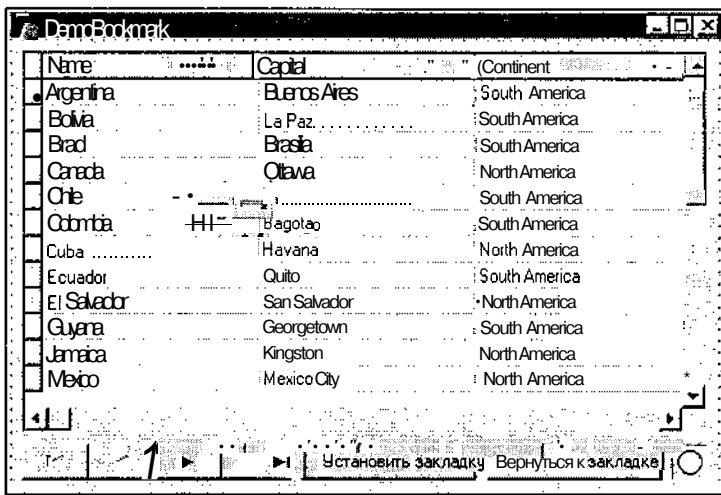 DemoBookmark
Name Capital (Continent
Argentina Buenos Aires South America
Bolivia La Paz South America
Brad Brasilia South America
Canada Ottawa North America
Chile South America
Colombia Bagotao South America
Cuba Havana North America
Ecuador Quito South America
El Salvador San Salvador North America
Guyana Georgetown South America
Jamaica Kingston North America
Mexico Mexico City North America
Установить закладку Вернуться к закладке